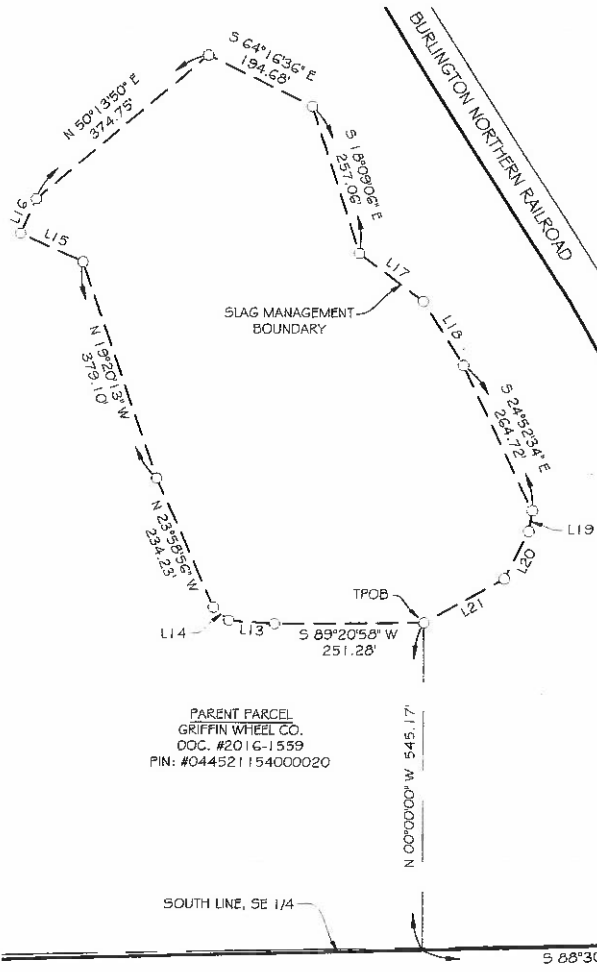 BURLINGTON NORTHERN RAILROAD
S 64°16'36" E
194.68'
N 50°13'50" E
374.75'
S 18°09'06" E
257.06'
L16
L15
L17
SLAG MANAGEMENT
BOUNDARY
L18
N 19°20'13" W
379.10'
S 24°52'34" E
264.72'
L19
N 23°58'56" W
234.23'
L20
TPOB
L21
L14
L13
S 89°20'58" W
251.28'
PARENT PARCEL
GRIFFIN WHEEL CO.
DOC. #2016-1559
PIN: #044521154000020
N 00°00'00" W 545.17'
SOUTH LINE, SE 1/4
S 88°30